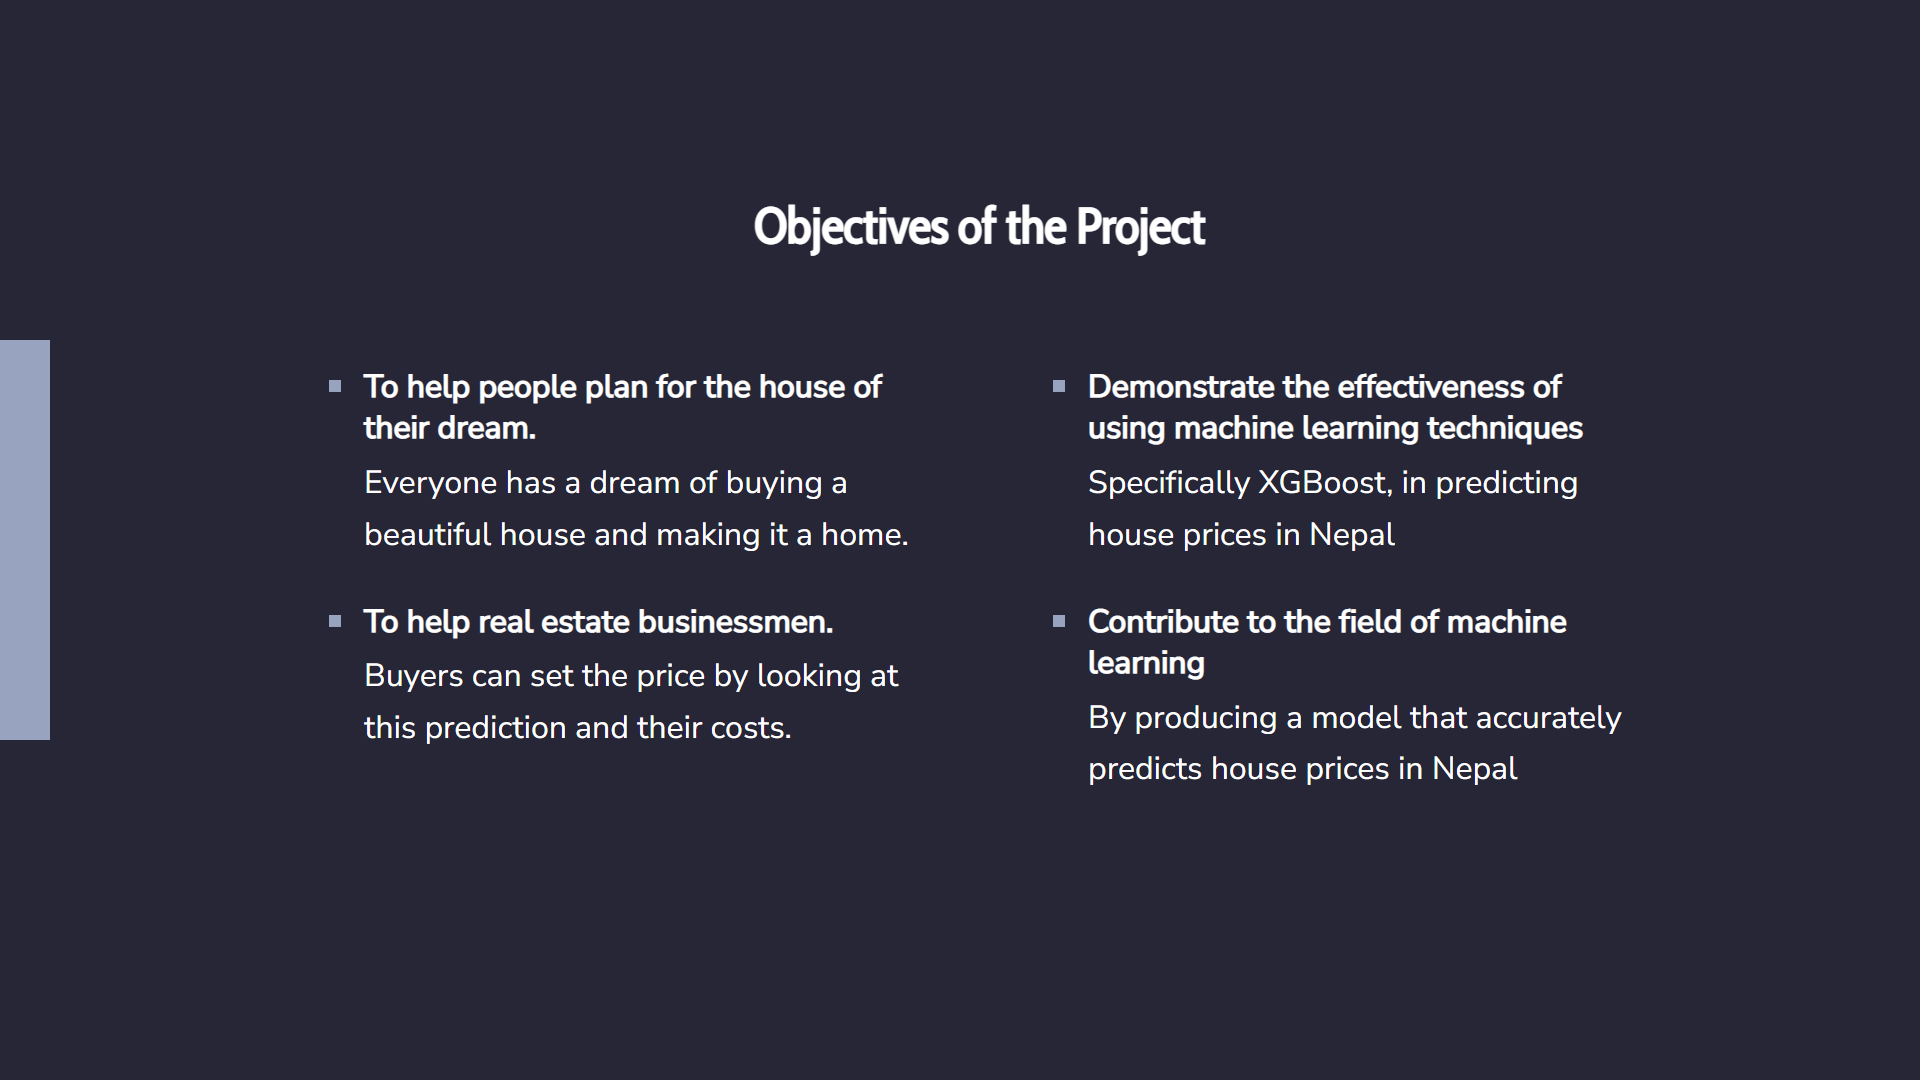 Objectives of the Project
To help people plan for the house of
their dream.
Everyone has a dream of buying a
beautiful house and making it a home.
To help real estate businessmen.
Buyers can set the price by looking at
this prediction and their costs.
Demonstrate the effectiveness of
using machine learning techniques
Specifically XGBoost, in predicting
house prices in Nepal
Contribute to the field of machine
learning
By producing a model that accurately
predicts house prices in Nepal